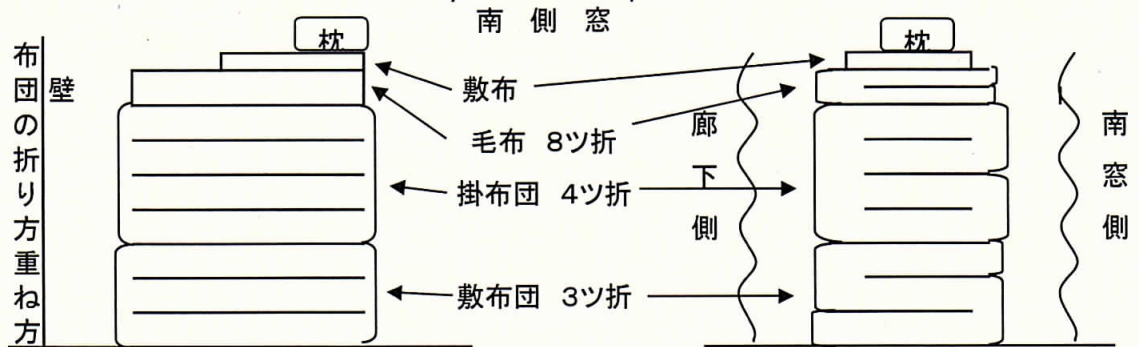 南側窓
枕
枕
布団の折り方重ね方
壁
敷布
毛布 8ツ折
掛布団 4ツ折
敷布団 3ツ折
廊下側
南窓側